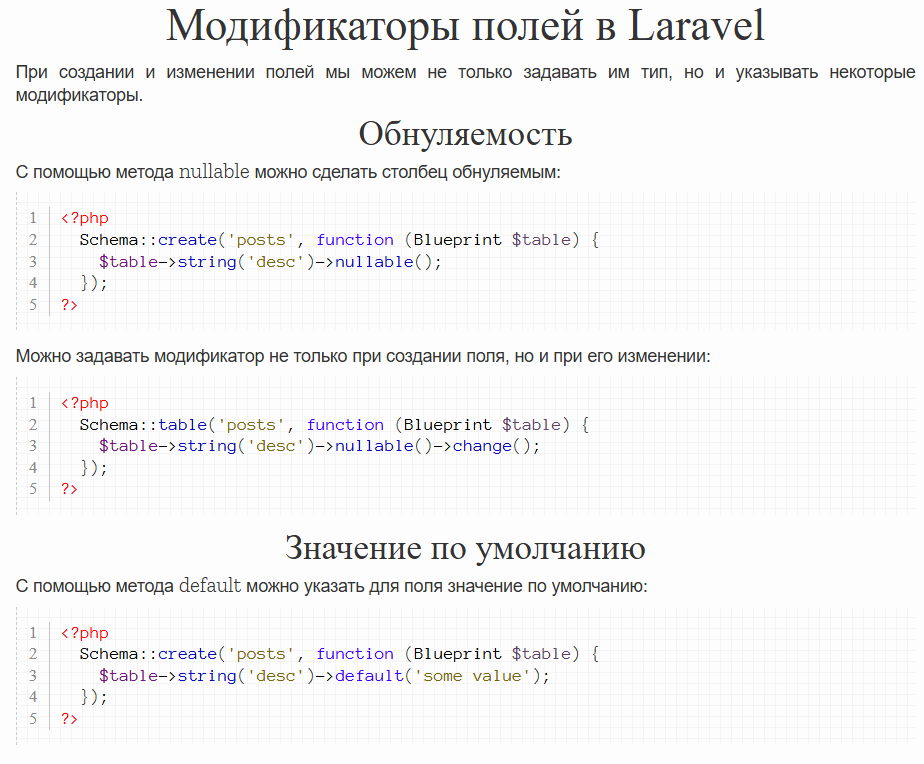 Модификаторы полей в Laravel
При создании и изменении полей мы можем не только задавать им тип, но и указывать некоторые
модификаторы.
Обнуляемость
С помощью метода nullable можно сделать столбец обнуляемым:
1 <?php
2 Schema::create('posts', function (Blueprint $table) {
3 $table->string('desc')->nullable();
4 });
5 ?>
Можно задавать модификатор не только при создании поля, но и при его изменении:
1 <?php
2 Schema::table('posts', function (Blueprint $table) {
3 $table->string('desc')->nullable()->change();
4 });
5 ?>
Значение по умолчанию
С помощью метода default можно указать для поля значение по умолчанию:
1 <?php
2 Schema::create('posts', function (Blueprint $table) {
3 $table->string('desc')->default('some value');
4 });
5 ?>